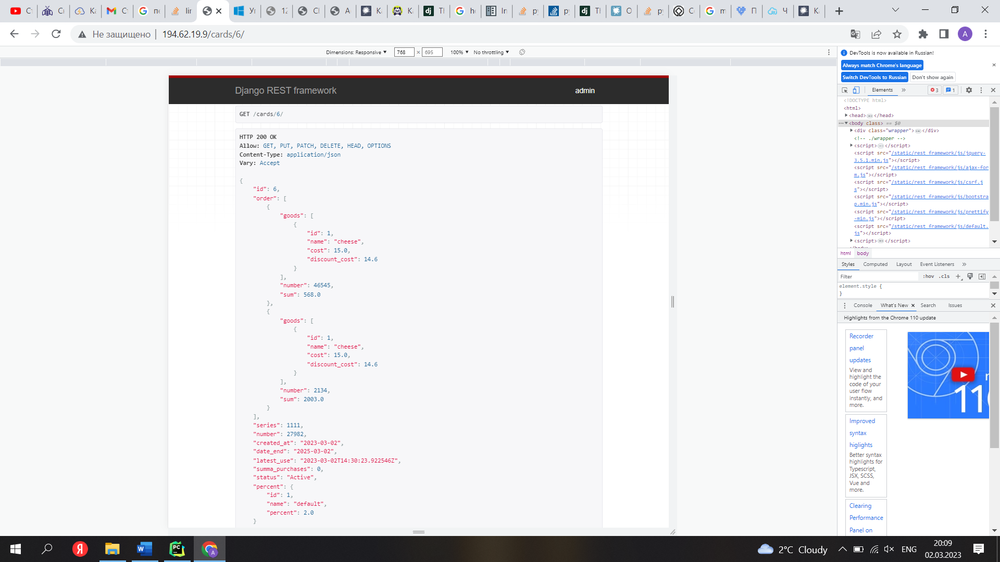 Не защищено | 194.62.19.9/cards/6/
A
Dimensions: Responsive ▼ 768 × 695 100% ▼ No throttling ▼
Django REST framework admin
GET /cards/6/
HTTP 200 OK
Allow: GET, PUT, PATCH, DELETE, HEAD, OPTIONS
Content-Type: application/json
Vary: Accept
{
"id": 6,
"order": [
{
"goods": [
{
"id": 1,
"name": "cheese",
"cost": 15.0,
"discount_cost": 14.6
}
],
"number": 46545,
"sum": 568.0
},
{
"goods": [
{
"id": 1,
"name": "cheese",
"cost": 15.0,
"discount_cost": 14.6
}
],
"number": 2134,
"sum": 2003.0
}
],
"series": 1111,
"number": 27982,
"created_at": "2023-03-02",
"date_end": "2025-03-02",
"latest_use": "2023-03-02T14:30:23.922546Z",
"summa_purchases": 0,
"status": "Active",
"percent": {
"id": 1,
"name": "default",
"percent": 2.0
}
DevTools is now available in Russian!
Always match Chrome's language
Switch DevTools to Russian Don't show again
Elements » 3 1
<!DOCTYPE html>
<html>
<head>…</head>
<body class> == $0
<div class="wrapper">…</div>
<!-- ./wrapper -->
<script>…</script>
<script src="/static/rest_framework/js/jquery-
3.5.1.min.js"></script>
<script src="/static/rest_framework/js/ajax-for
m.js"></script>
<script src="/static/rest_framework/js/csrf.j
s"></script>
<script src="/static/rest_framework/js/bootstra
p.min.js"></script>
<script src="/static/rest_framework/js/prettify
-min.js"></script>
<script src="/static/rest_framework/js/default.
js"></script>
<script>…</script>
html body
Styles Computed Layout Event Listeners »
Filter :hov .cls +
element.style {
}
Console What's New × Search Issues
Highlights from the Chrome 110 update
Recorder
panel
updates
View and
highlight the
code of your
user flow
instantly, and
more.
Improved
syntax
higlights
Better syntax
highlights for
Typescript,
JSX, SCSS,
Vue and
more.
Clearing
Performance
Panel on
2°C Cloudy ENG 20:09
02.03.2023